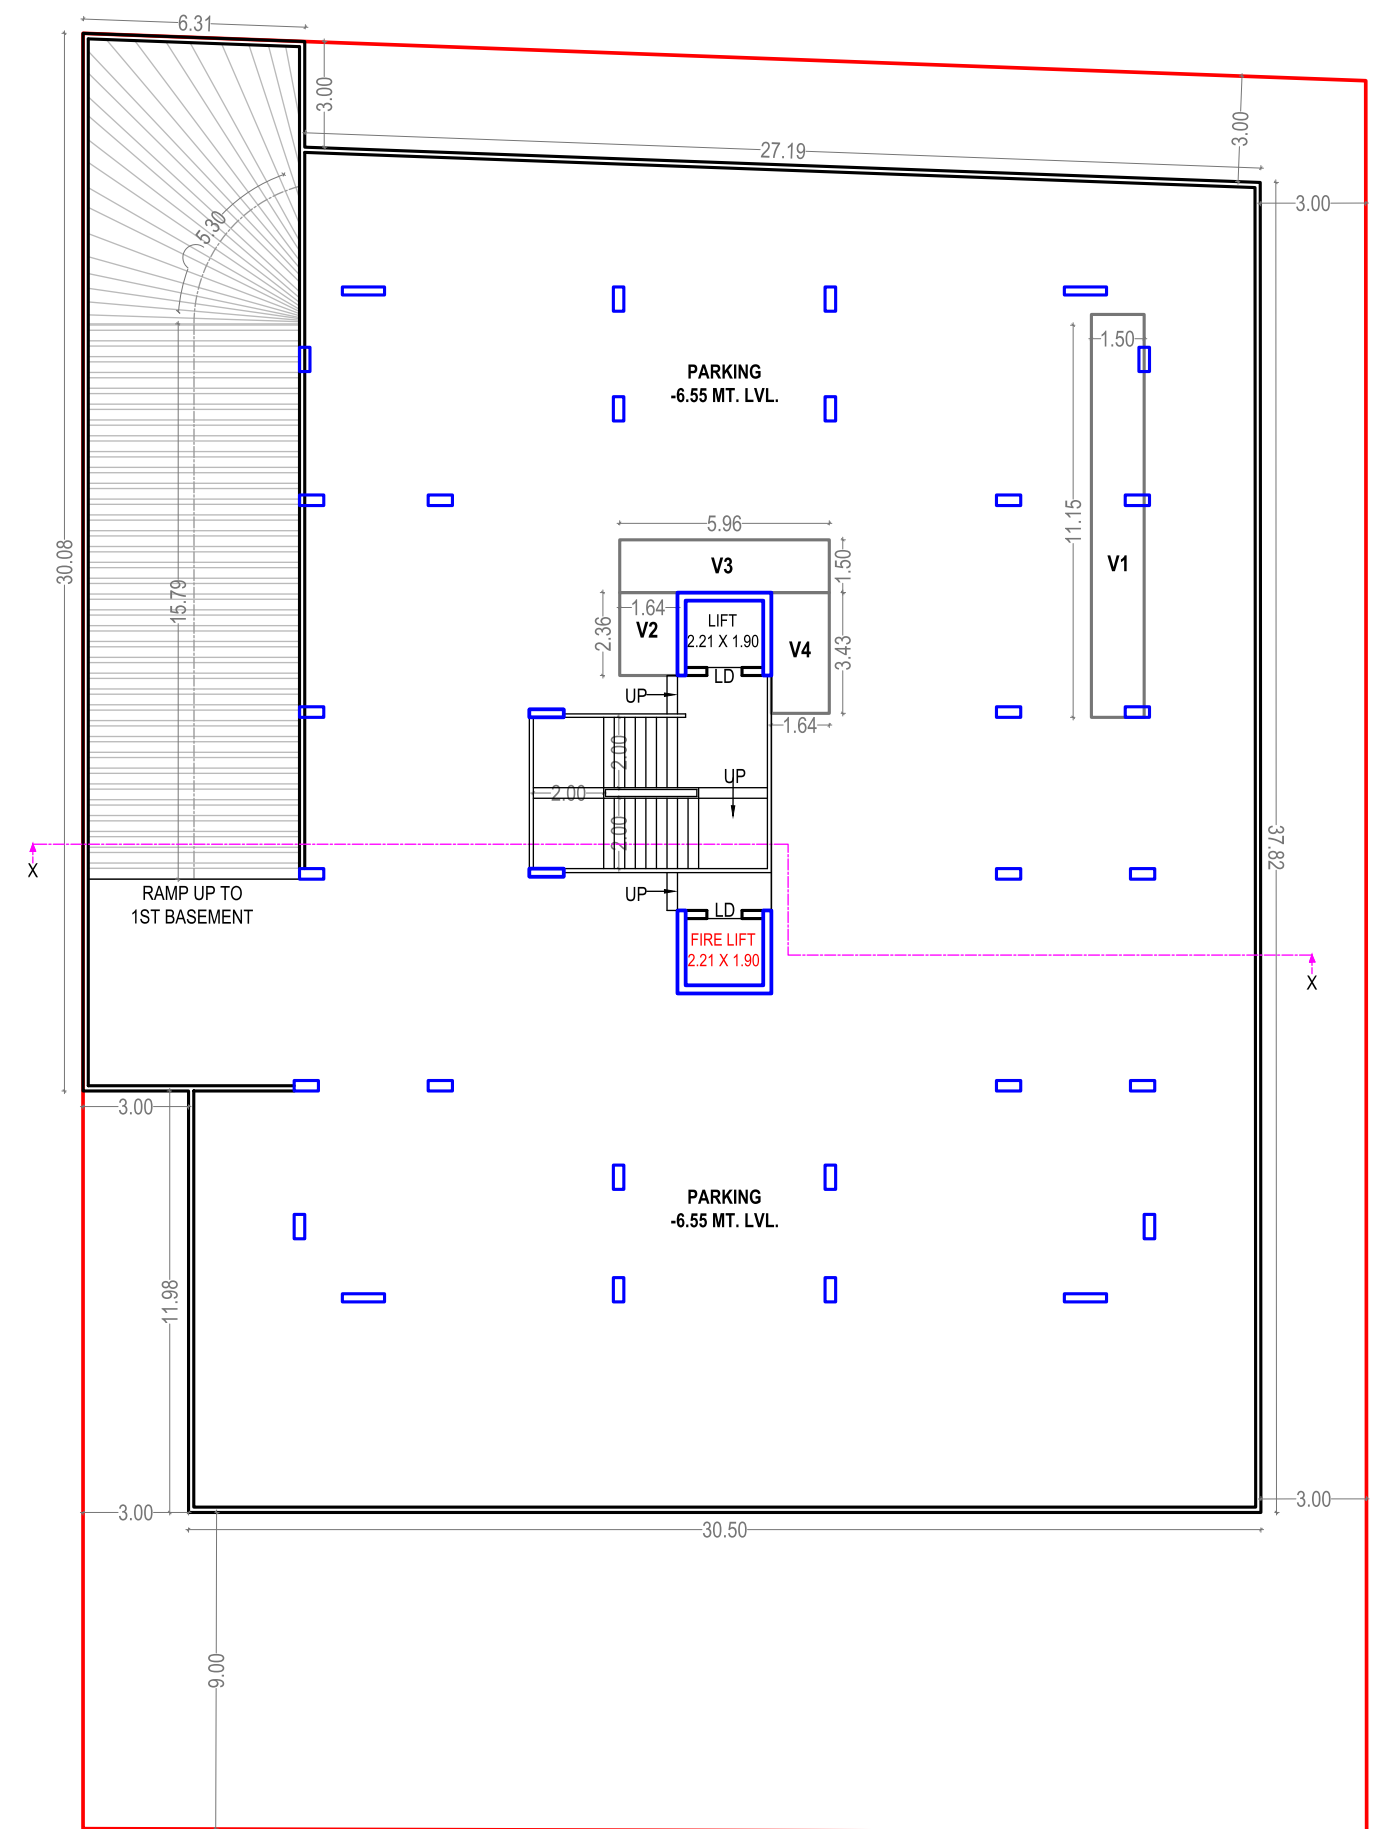 6.31
3.00
3.00
27.19
3.00
5.30
PARKING
-6.55 MT. LVL.
1.50
11.15
V1
5.96
V3
1.50
30.08
15.79
1.64
V2
2.36
LIFT
2.21 X 1.90
V4
3.43
LD
UP
1.64
2.00
UP
2.00
2.00
37.82
X
RAMP UP TO
1ST BASEMENT
UP
LD
FIRE LIFT
2.21 X 1.90
X
3.00
PARKING
-6.55 MT. LVL.
11.98
3.00
3.00
30.50
9.00